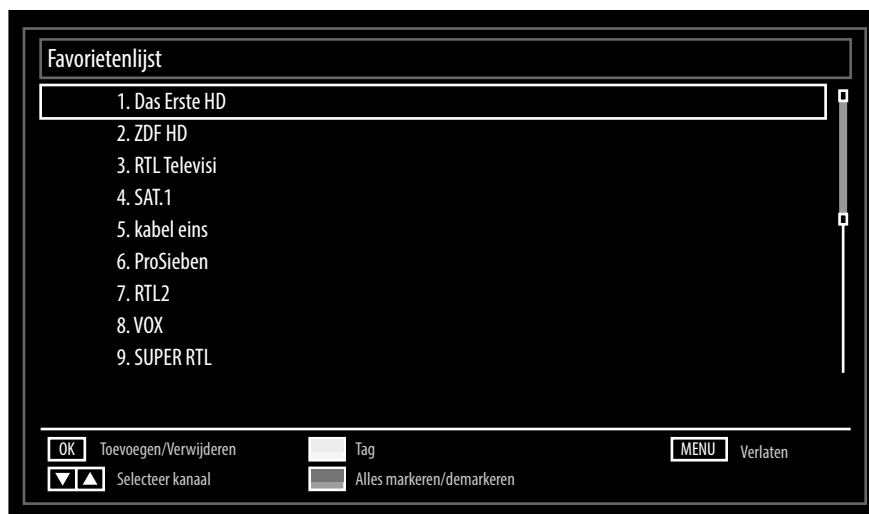 Favorietenlijst
1. Das Erste HD
2. ZDF HD
3. RTL Televisi
4. SAT.1
5. kabel eins
6. ProSieben
7. RTL2
8. VOX
9. SUPER RTL
OK Toevoegen/Verwijderen Tag MENU Verlaten
Selecteer kanaal Alles markeren/demarkeren